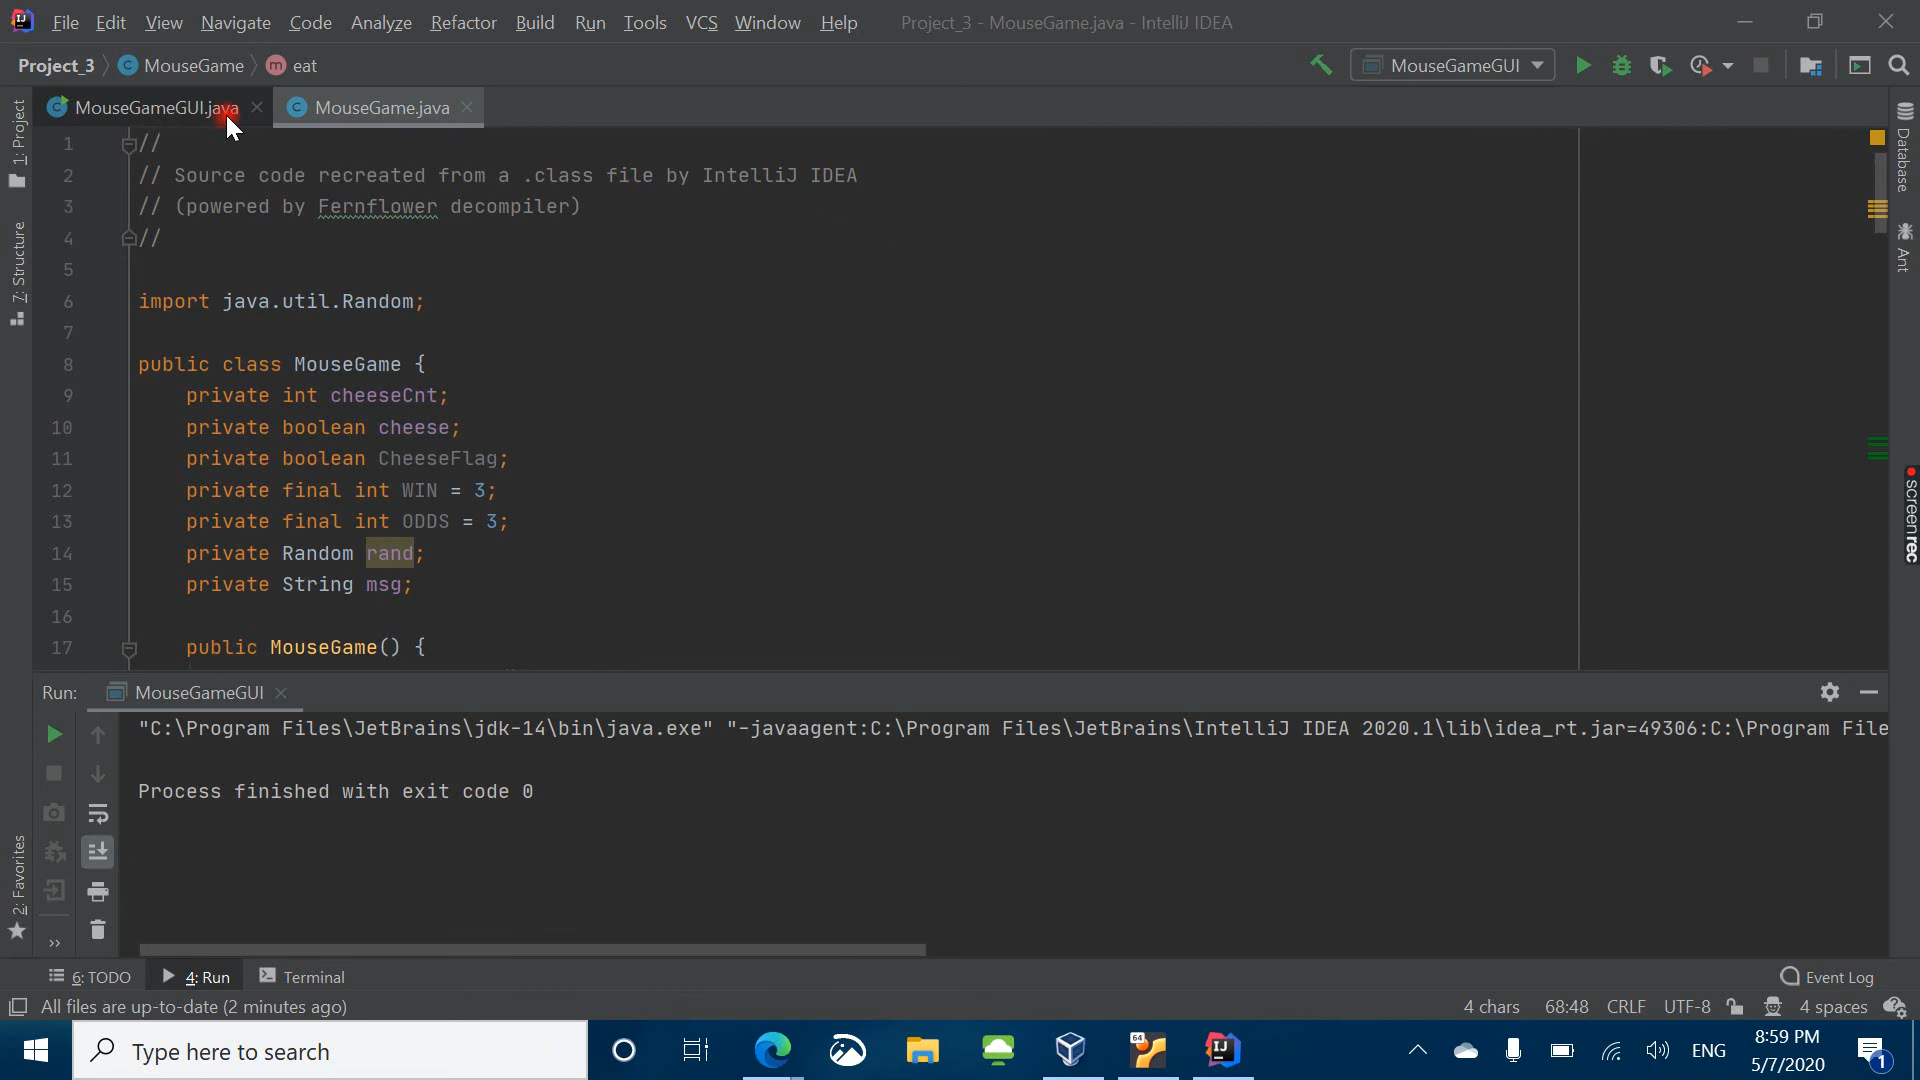 File Edit View Navigate Code Analyze Refactor Build Run Tools VCS Window Help Project_3 - MouseGame.java - IntelliJ IDEA
Project_3 MouseGame m eat MouseGameGUI
MouseGameGUI.java MouseGame.java
1 //
2 // Source code recreated from a .class file by IntelliJ IDEA
3 // (powered by Fernflower decompiler)
4 //
5
6 import java.util.Random;
7
8 public class MouseGame {
9 private int cheeseCnt;
10 private boolean cheese;
11 private boolean CheeseFlag;
12 private final int WIN = 3;
13 private final int ODDS = 3;
14 private Random rand;
15 private String msg;
16
17 public MouseGame() {
1: Project
7: Structure
2: Favorites
Database
Ant
screenrec
Run: MouseGameGUI
"C:\Program Files\JetBrains\jdk-14\bin\java.exe" "-javaagent:C:\Program Files\JetBrains\IntelliJ IDEA 2020.1\lib\idea_rt.jar=49306:C:\Program File
Process finished with exit code 0
6: TODO 4: Run Terminal Event Log
All files are up-to-date (2 minutes ago) 4 chars 68:48 CRLF UTF-8 4 spaces
Type here to search 64 IJ ENG 8:59 PM
5/7/2020 1